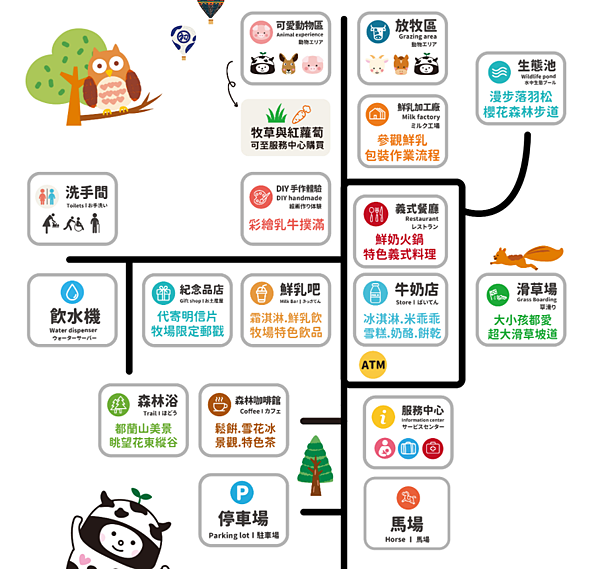 可愛動物區
Animal experience
動物エリア
放牧區
Grazing area
動物エリア
生態池
Wildlife pond
水中生態プール
漫步落羽松
櫻花森林步道
牧草與紅蘿蔔
可至服務中心購買
鮮乳加工廠
Milk factory
ミルク工場
參觀鮮乳
包裝作業流程
洗手間
Toilets I お手洗い
DIY 手作體驗
DIY handmade
彩繪乳牛撲滿
義式餐廳
Restaurant
レストラン
鮮奶火鍋
特色義式料理
飲水機
Water dispenser
ウォーターサーバー
紀念品店
Gift shop I お土産屋
代寄明信片
牧場限定郵戳
鮮乳吧
Milk Bar I きっさてん
霜淇淋.鮮乳飲
牧場特色飲品
牛奶店
Store I ばいてん
冰淇淋.米乖乖
雪糕.奶酪.餅乾
滑草場
Grass Boarding
草滑り
大小孩都愛
超大滑草坡道
ATM
森林浴
Trail I ほどう
都蘭山美景
眺望花東縱谷
森林咖啡館
Coffee I カフェ
鬆餅.雪花冰
景觀.特色茶
服務中心
Information center
サービスセンター
P
停車場
Parking lot I 駐車場
馬場
Horse I 馬場